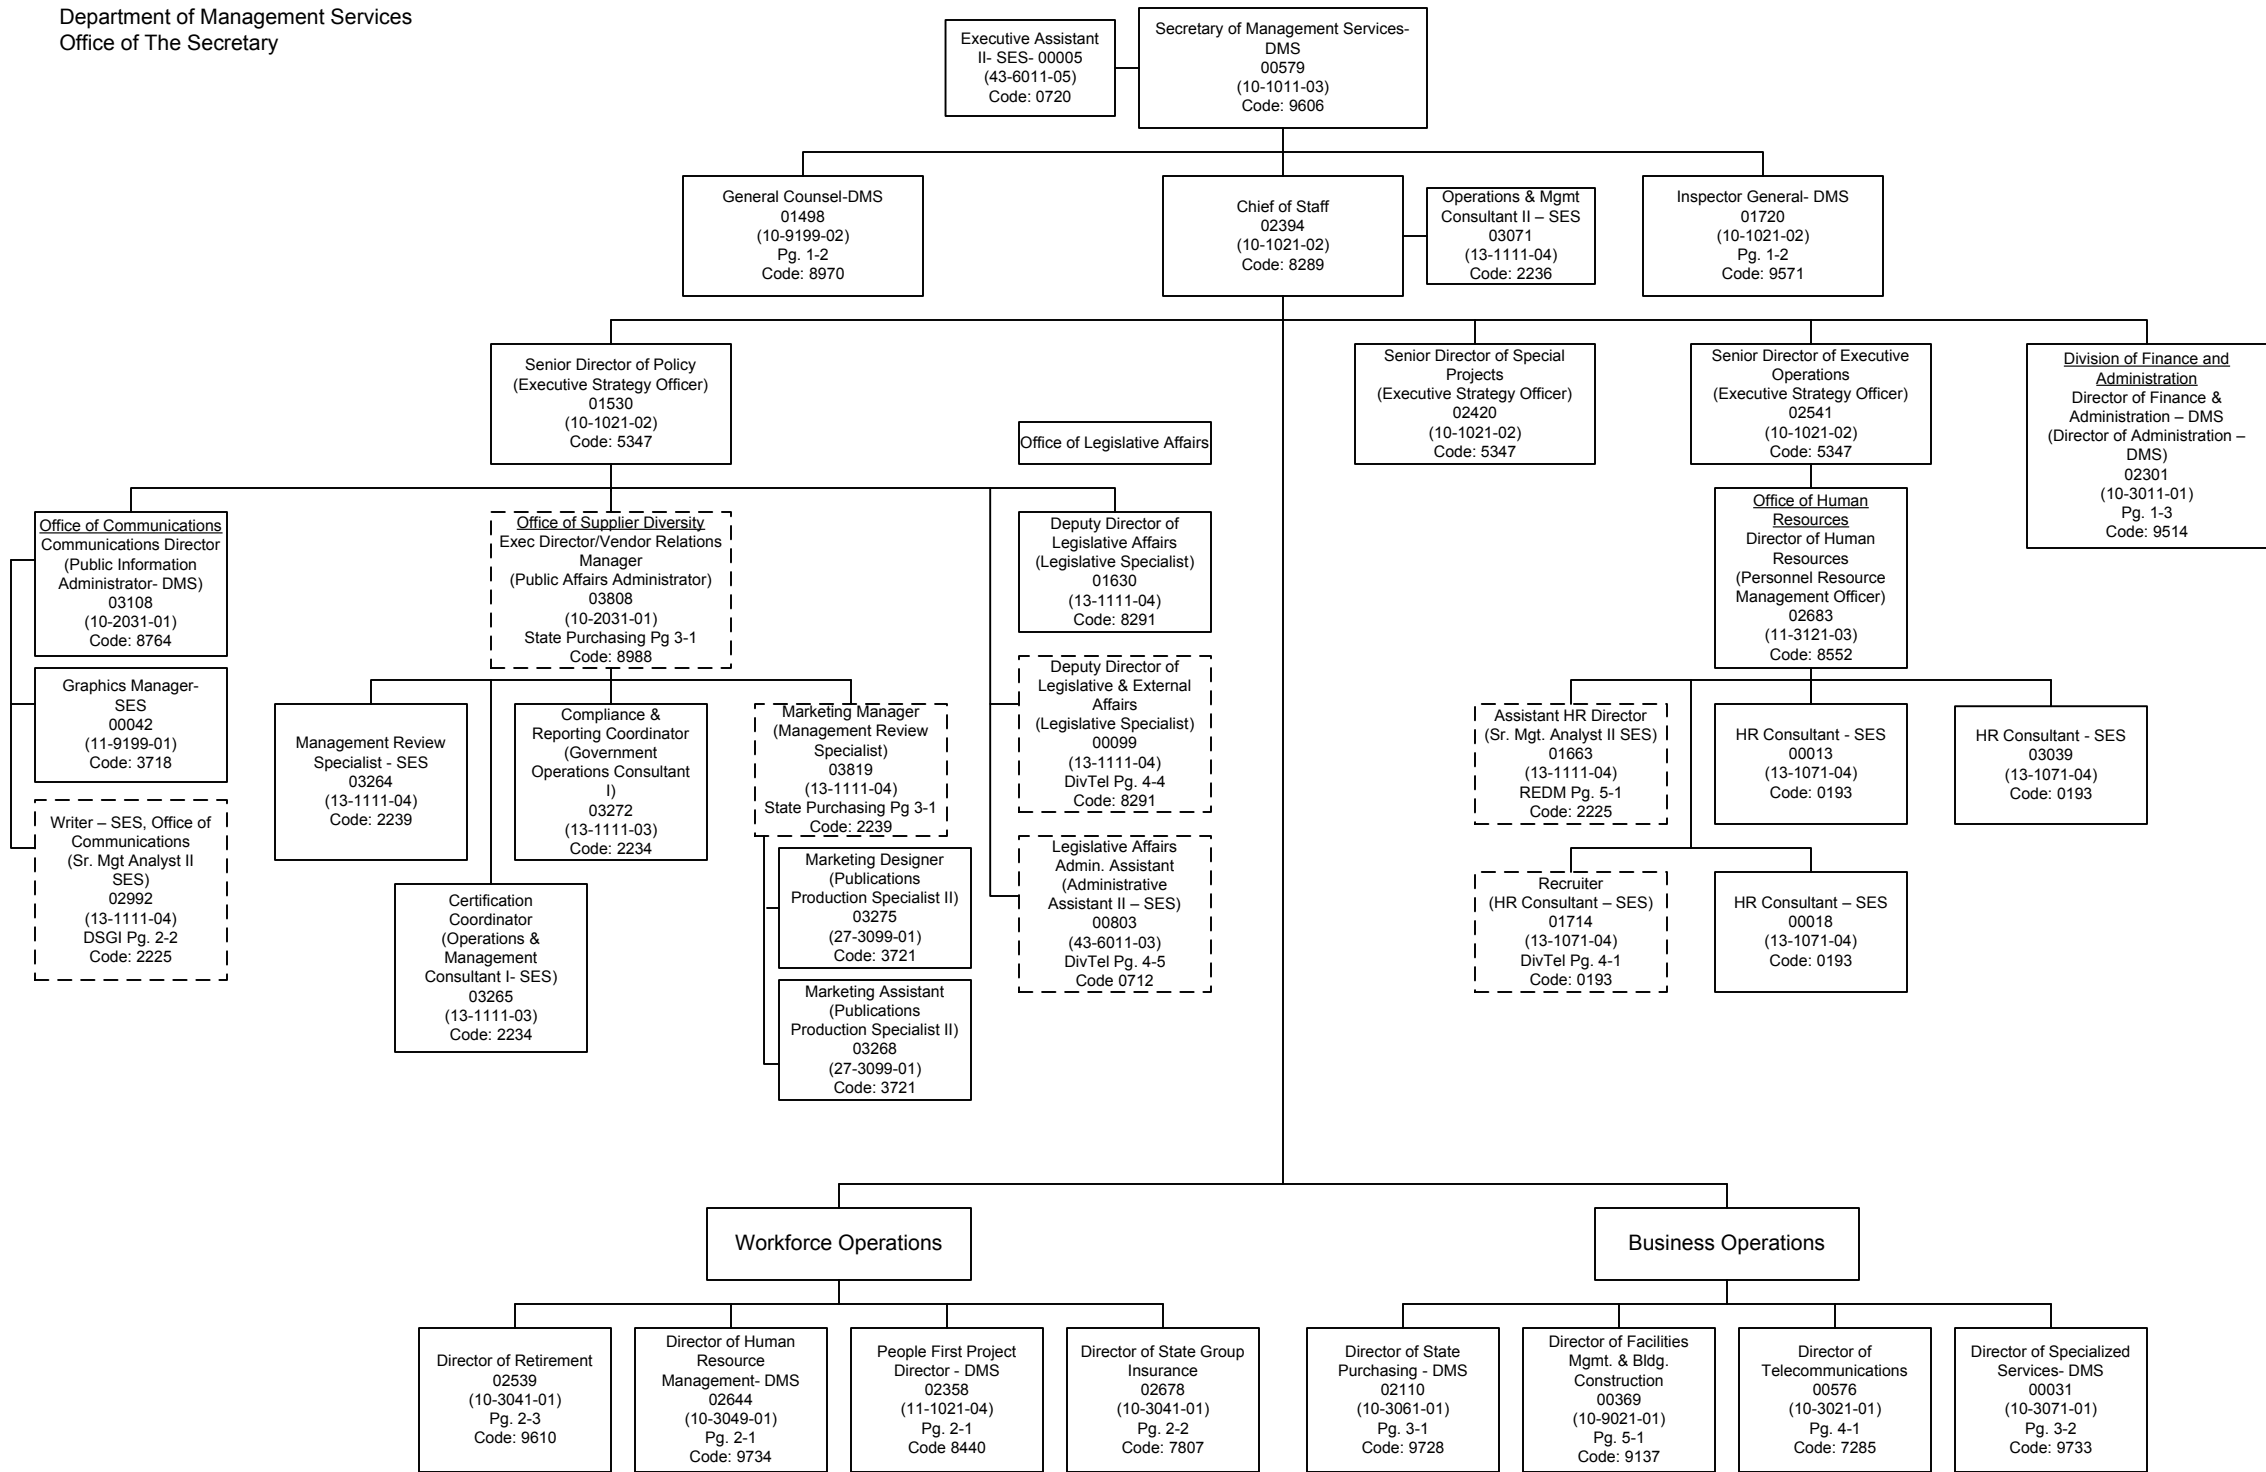 Department of Management Services
Office of The Secretary
Executive Assistant
II- SES- 00005
(43-6011-05)
Code: 0720
Secretary of Management Services-
DMS
00579
(10-1011-03)
Code: 9606
General Counsel-DMS
01498
(10-9199-02)
Pg. 1-2
Code: 8970
Chief of Staff
02394
(10-1021-02)
Code: 8289
Operations & Mgmt
Consultant II – SES
03071
(13-1111-04)
Code: 2236
Inspector General- DMS
01720
(10-1021-02)
Pg. 1-2
Code: 9571
Senior Director of Policy
(Executive Strategy Officer)
01530
(10-1021-02)
Code: 5347
Office of Legislative Affairs
Senior Director of Special
Projects
(Executive Strategy Officer)
02420
(10-1021-02)
Code: 5347
Senior Director of Executive
Operations
(Executive Strategy Officer)
02541
(10-1021-02)
Code: 5347
Division of Finance and
Administration
Director of Finance &
Administration – DMS
(Director of Administration –
DMS)
02301
(10-3011-01)
Pg. 1-3
Code: 9514
Office of Communications
Communications Director
(Public Information
Administrator- DMS)
03108
(10-2031-01)
Code: 8764
Graphics Manager-
SES
00042
(11-9199-01)
Code: 3718
Writer – SES, Office of
Communications
(Sr. Mgt Analyst II
SES)
02992
(13-1111-04)
DSGI Pg. 2-2
Code: 2225
Office of Supplier Diversity
Exec Director/Vendor Relations
Manager
(Public Affairs Administrator)
03808
(10-2031-01)
State Purchasing Pg 3-1
Code: 8988
Management Review
Specialist - SES
03264
(13-1111-04)
Code: 2239
Compliance &
Reporting Coordinator
(Government
Operations Consultant
I)
03272
(13-1111-03)
Code: 2234
Marketing Manager
(Management Review
Specialist)
03819
(13-1111-04)
State Purchasing Pg 3-1
Code: 2239
Certification
Coordinator
(Operations &
Management
Consultant I- SES)
03265
(13-1111-03)
Code: 2234
Marketing Designer
(Publications
Production Specialist II)
03275
(27-3099-01)
Code: 3721
Marketing Assistant
(Publications
Production Specialist II)
03268
(27-3099-01)
Code: 3721
Deputy Director of
Legislative Affairs
(Legislative Specialist)
01630
(13-1111-04)
Code: 8291
Deputy Director of
Legislative & External
Affairs
(Legislative Specialist)
00099
(13-1111-04)
DivTel Pg. 4-4
Code: 8291
Legislative Affairs
Admin. Assistant
(Administrative
Assistant II – SES)
00803
(43-6011-03)
DivTel Pg. 4-5
Code 0712
Office of Human
Resources
Director of Human
Resources
(Personnel Resource
Management Officer)
02683
(11-3121-03)
Code: 8552
Assistant HR Director
(Sr. Mgt. Analyst II SES)
01663
(13-1111-04)
REDM Pg. 5-1
Code: 2225
HR Consultant - SES
00013
(13-1071-04)
Code: 0193
HR Consultant - SES
03039
(13-1071-04)
Code: 0193
Recruiter
(HR Consultant – SES)
01714
(13-1071-04)
DivTel Pg. 4-1
Code: 0193
HR Consultant – SES
00018
(13-1071-04)
Code: 0193
Workforce Operations
Business Operations
Director of Retirement
02539
(10-3041-01)
Pg. 2-3
Code: 9610
Director of Human
Resource
Management- DMS
02644
(10-3049-01)
Pg. 2-1
Code: 9734
People First Project
Director - DMS
02358
(11-1021-04)
Pg. 2-1
Code 8440
Director of State Group
Insurance
02678
(10-3041-01)
Pg. 2-2
Code: 7807
Director of State
Purchasing - DMS
02110
(10-3061-01)
Pg. 3-1
Code: 9728
Director of Facilities
Mgmt. & Bldg.
Construction
00369
(10-9021-01)
Pg. 5-1
Code: 9137
Director of
Telecommunications
00576
(10-3021-01)
Pg. 4-1
Code: 7285
Director of Specialized
Services- DMS
00031
(10-3071-01)
Pg. 3-2
Code: 9733